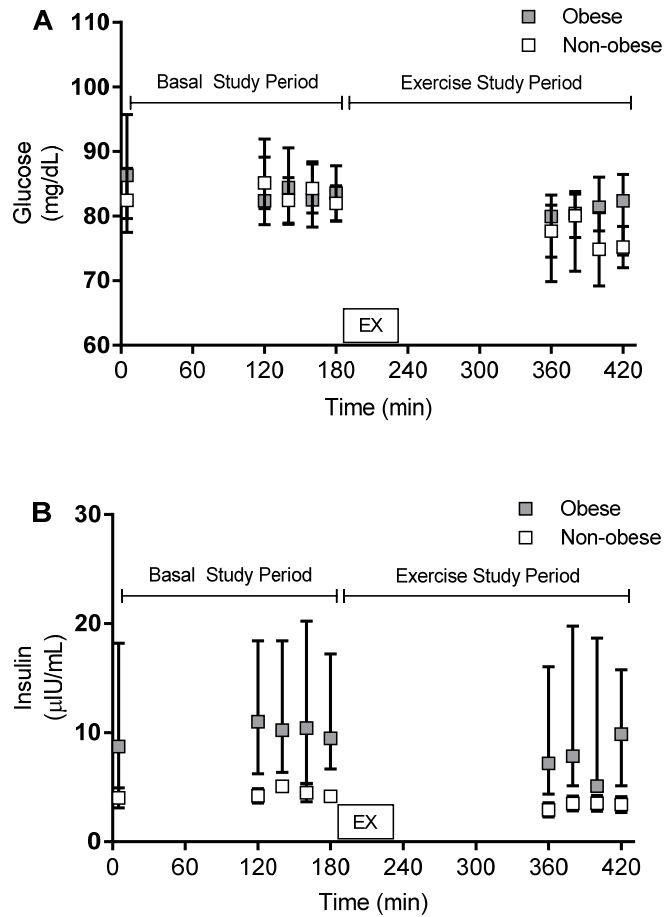 A
Obese
Non-obese
Basal Study Period
Exercise Study Period
Glucose
(mg/dL)
110
100
90
80
70
60
EX
0 60 120 180 240 300 360 420
Time (min)
B
Obese
Non-obese
Basal Study Period
Exercise Study Period
Insulin
(μIU/mL)
30
20
10
0
EX
0 60 120 180 240 300 360 420
Time (min)